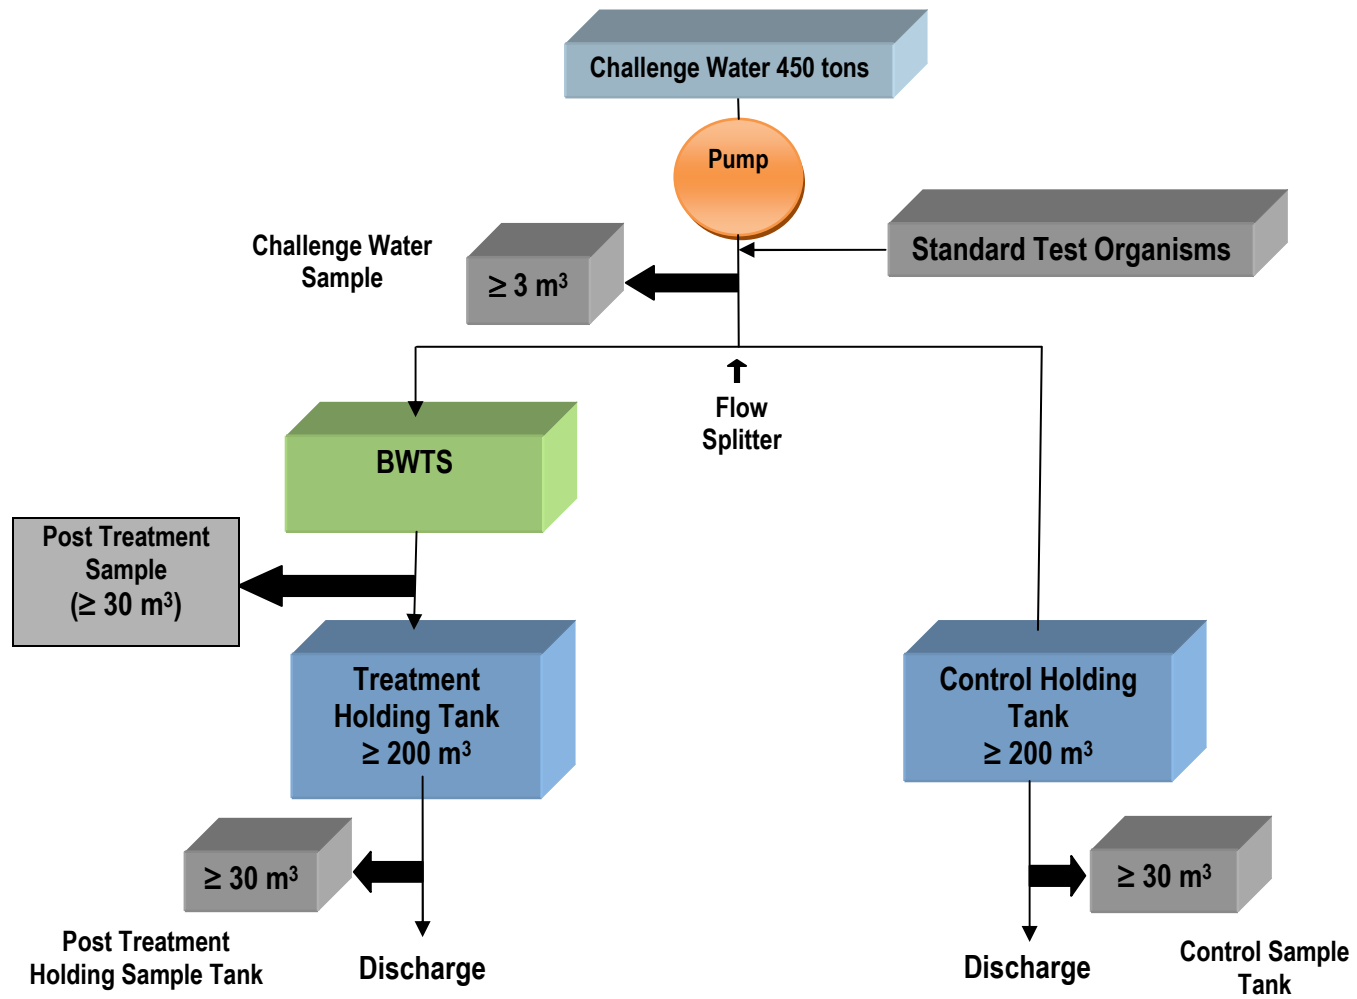 Challenge Water 450 tons
Pump
Standard Test Organisms
Challenge Water
Sample
≥ 3 m³
Flow
Splitter
BWTS
Post Treatment
Sample
(≥ 30 m³)
Treatment
Holding Tank
≥ 200 m³
Control Holding
Tank
≥ 200 m³
≥ 30 m³
≥ 30 m³
Post Treatment
Holding Sample Tank
Discharge
Discharge
Control Sample
Tank